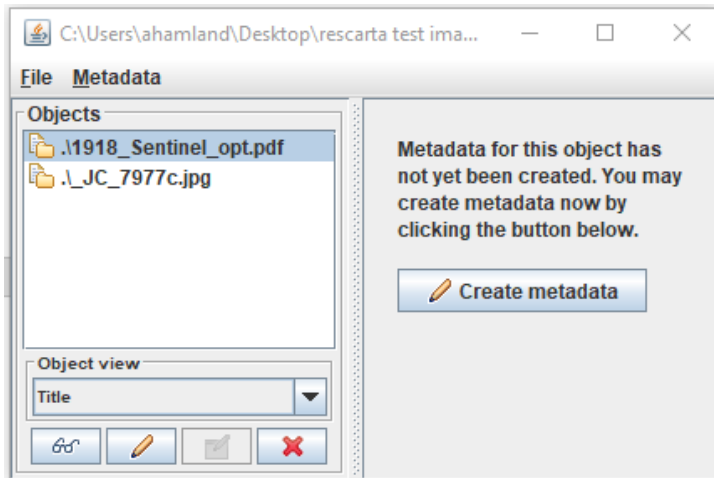 C:\Users\ahamland\Desktop\rescarta test ima...
File Metadata
Objects
.\1918_Sentinel_opt.pdf
.\_JC_7977c.jpg
Object view
Title
Metadata for this object has
not yet been created. You may
create metadata now by
clicking the button below.
Create metadata